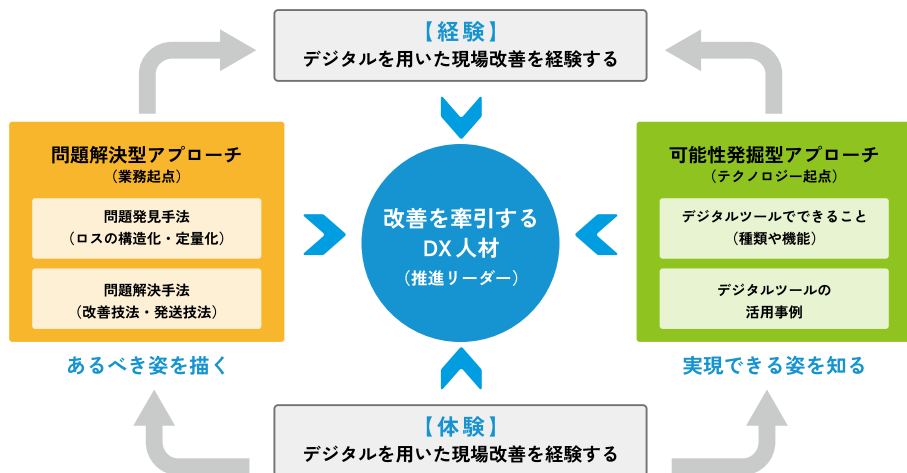 【経験】
デジタルを用いた現場改善を経験する
問題解決型アプローチ
（業務起点）
問題発見手法
（ロスの構造化・定量化）
問題解決手法
（改善技法・発送技法）
あるべき姿を描く
改善を牽引する
DX人材
（推進リーダー）
可能性発掘型アプローチ
（テクノロジー起点）
デジタルツールでできること
（種類や機能）
デジタルツールの
活用事例
実現できる姿を知る
【体験】
デジタルを用いた現場改善を経験する